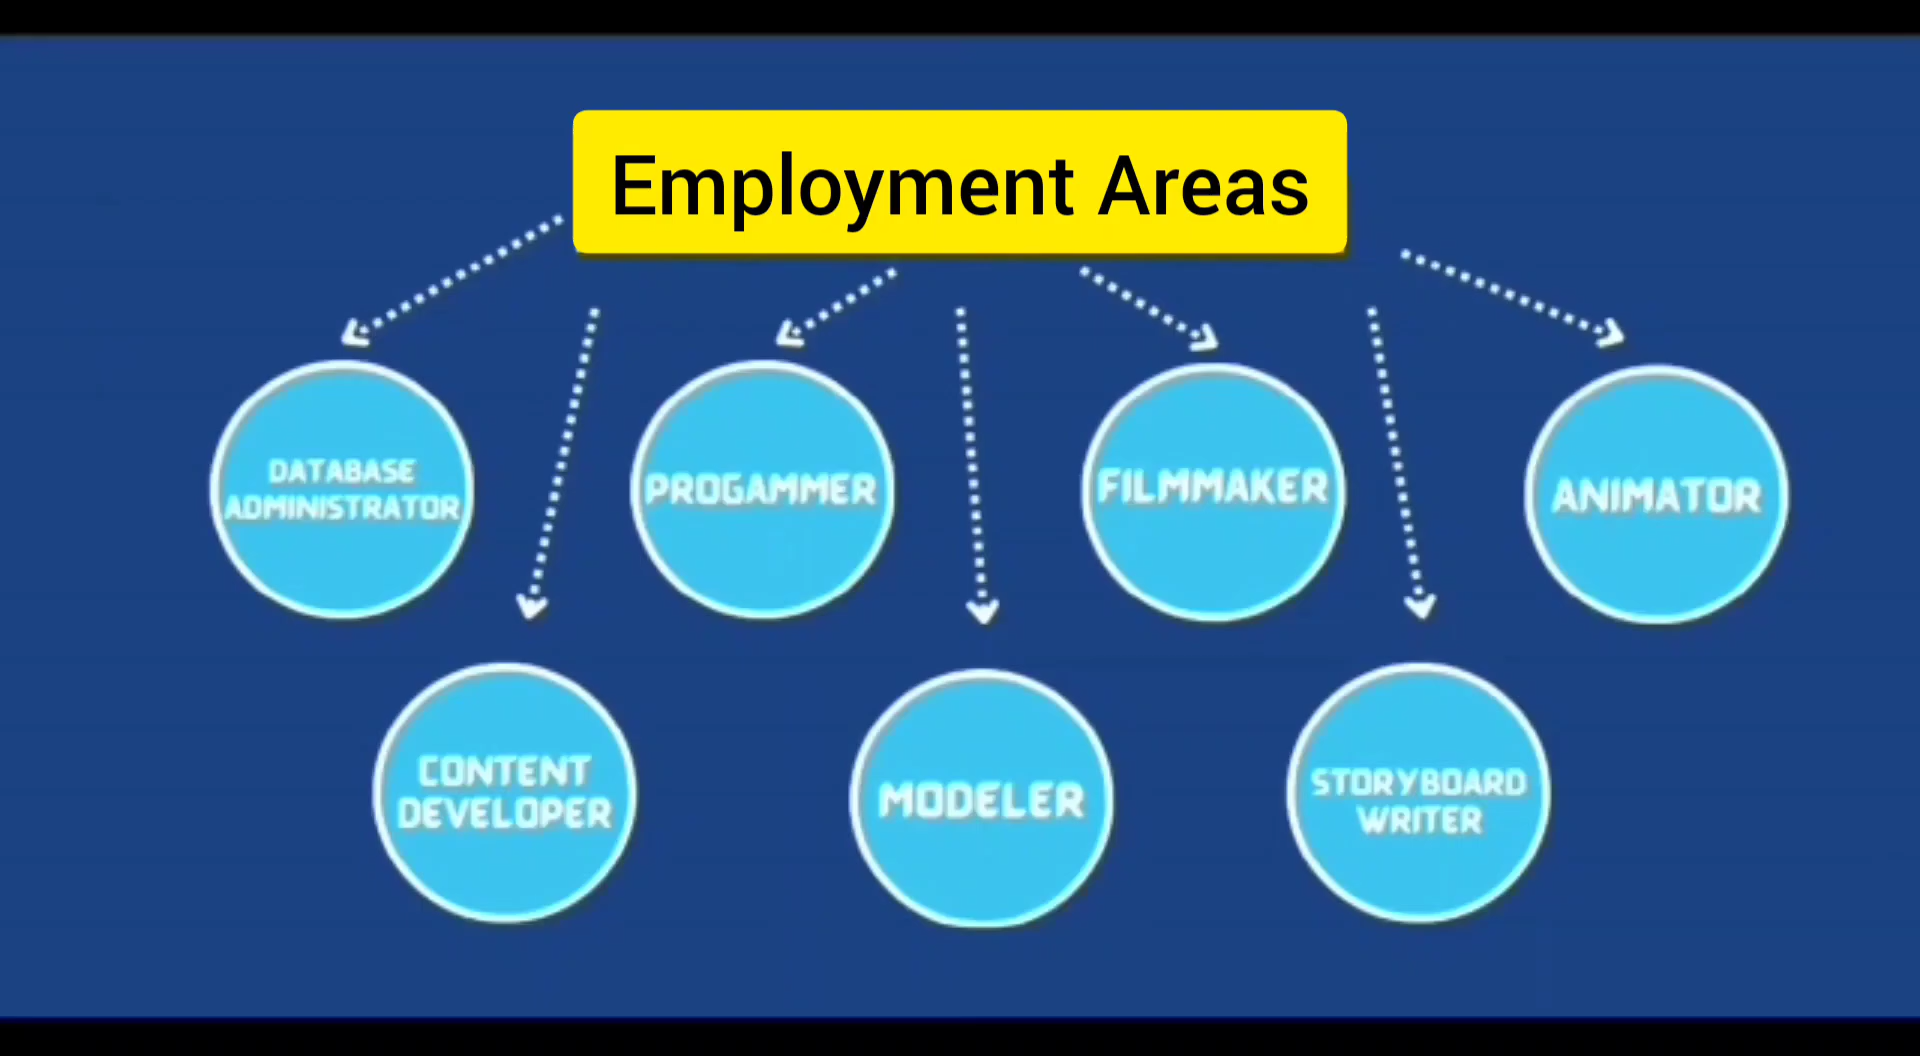 Employment Areas
DATABASE
ADMINISTRATOR
PROGAMMER
FILMMAKER
ANIMATOR
CONTENT
DEVELOPER
MODELER
STORYBOARD
WRITER